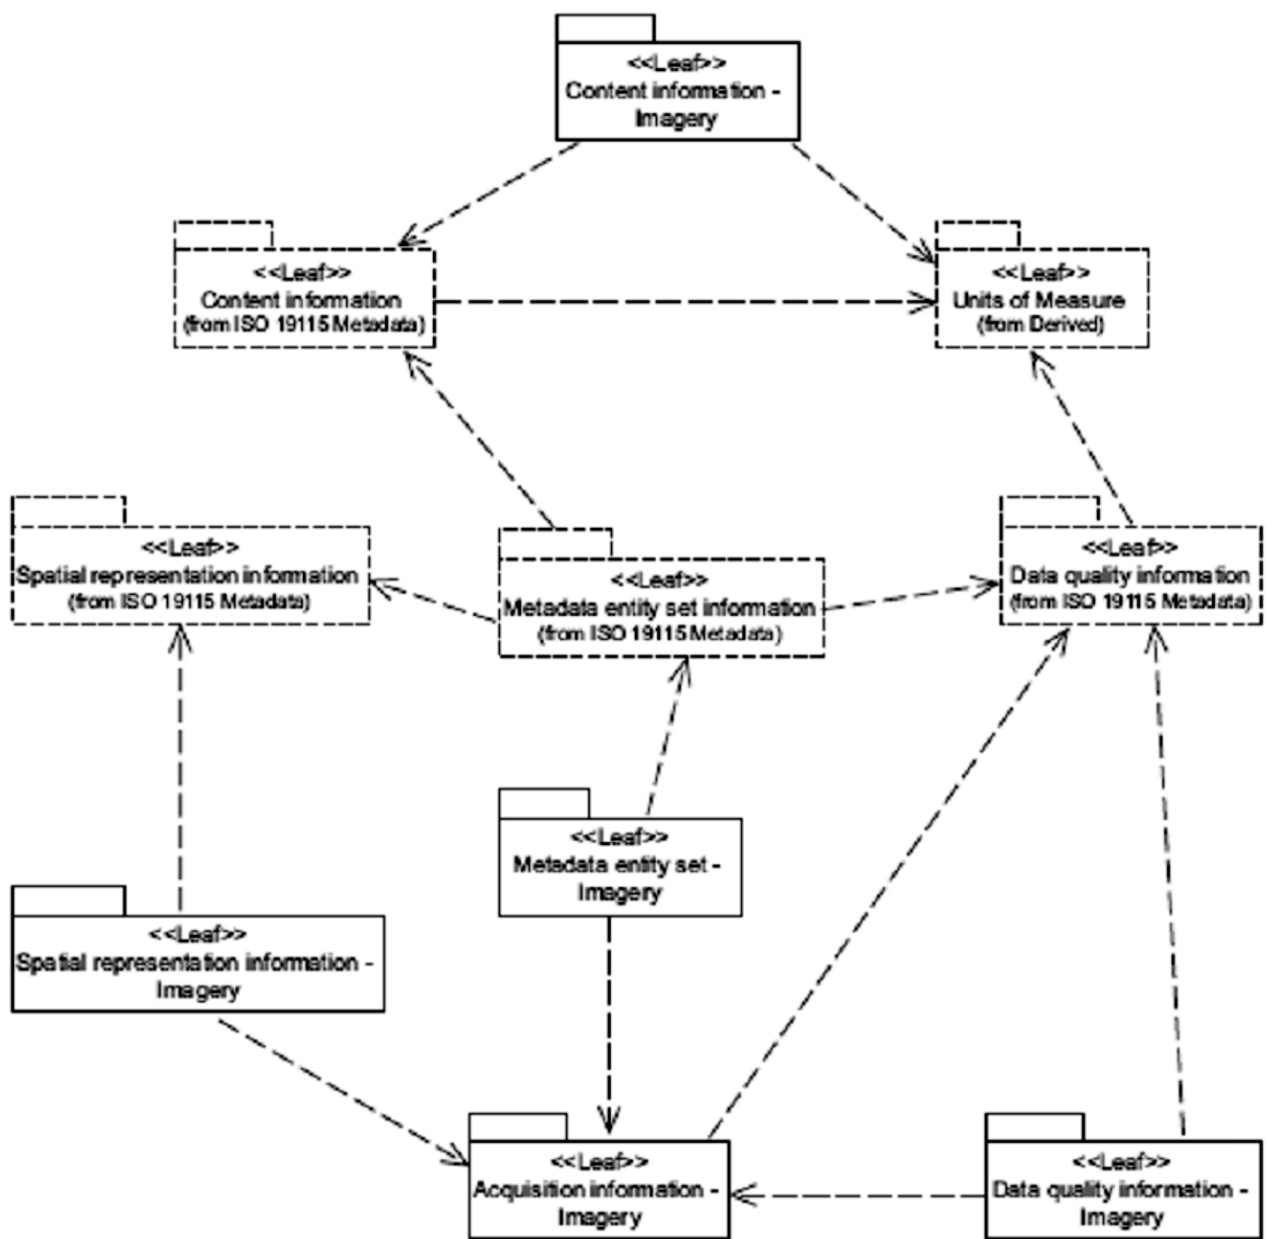 <<Leaf>>
Content information -
Imagery
<<Leaf>>
Content information
(from ISO 19115 Metadata)
<<Leaf>>
Units of Measure
(from Derived)
<<Leaf>>
Spatial representation information
(from ISO 19115 Metadata)
<<Leaf>>
Metadata entity set information
(from ISO 19115 Metadata)
<<Leaf>>
Data quality information
(from ISO 19115 Metadata)
<<Leaf>>
Metadata entity set -
Imagery
<<Leaf>>
Spatial representation information -
Imagery
<<Leaf>>
Acquisition information -
Imagery
<<Leaf>>
Data quality information -
Imagery